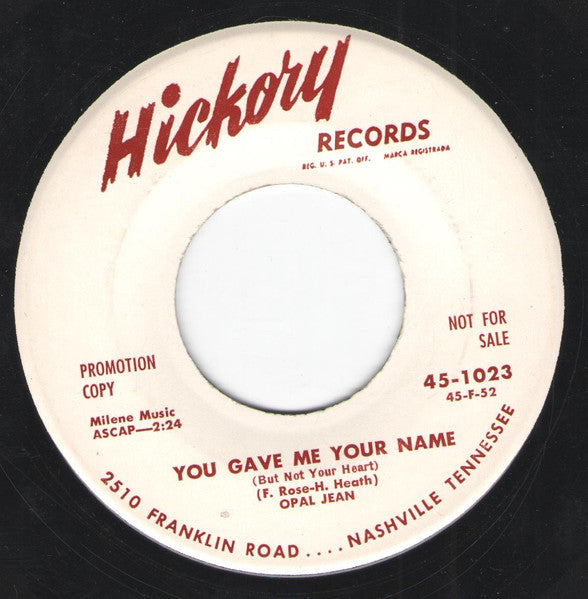 Hickory
RECORDS
REG. U. S. PAT. OFF. MARCA REGISTRADA
NOT FOR
SALE
PROMOTION
COPY
45-1023
45-F-52
Milene Music
ASCAP—2:24
YOU GAVE ME YOUR NAME
(But Not Your Heart)
(F. Rose-H. Heath)
OPAL JEAN
2510 FRANKLIN ROAD .... NASHVILLE TENNESSEE